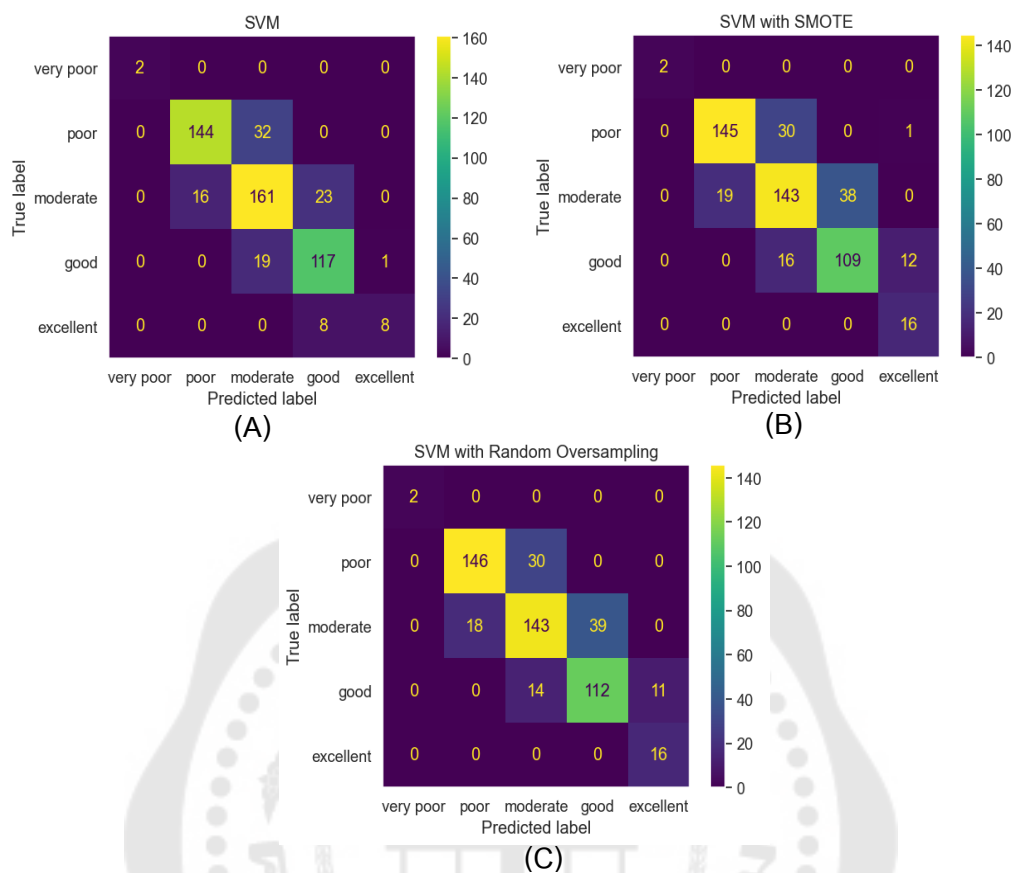 SVM
very poor 2 0 0 0 0
poor 0 144 32 0 0
moderate 0 16 161 23 0
good 0 0 19 117 1
excellent 0 0 0 8 8
very poor poor moderate good excellent
Predicted label
True label
160
140
120
100
80
60
40
20
0
(A)
SVM with SMOTE
very poor 2 0 0 0 0
poor 0 145 30 0 1
moderate 0 19 143 38 0
good 0 0 16 109 12
excellent 0 0 0 0 16
very poor poor moderate good excellent
Predicted label
True label
140
120
100
80
60
40
20
0
(B)
SVM with Random Oversampling
very poor 2 0 0 0 0
poor 0 146 30 0 0
moderate 0 18 143 39 0
good 0 0 14 112 11
excellent 0 0 0 0 16
very poor poor moderate good excellent
Predicted label
True label
140
120
100
80
60
40
20
0
(C)